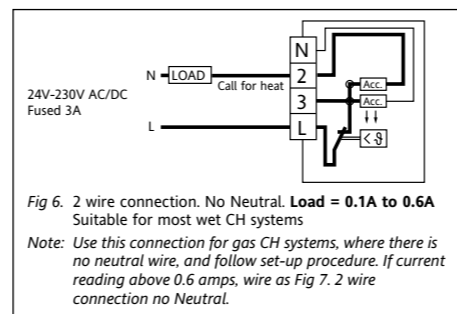 N
N LOAD 2 Acc.
Call for heat
24V-230V AC/DC
Fused 3A
3 Acc.
L L < ϑ
Fig 6. 2 wire connection. No Neutral. Load = 0.1A to 0.6A
Suitable for most wet CH systems
Note: Use this connection for gas CH systems, where there is
no neutral wire, and follow set-up procedure. If current
reading above 0.6 amps, wire as Fig 7. 2 wire
connection no Neutral.